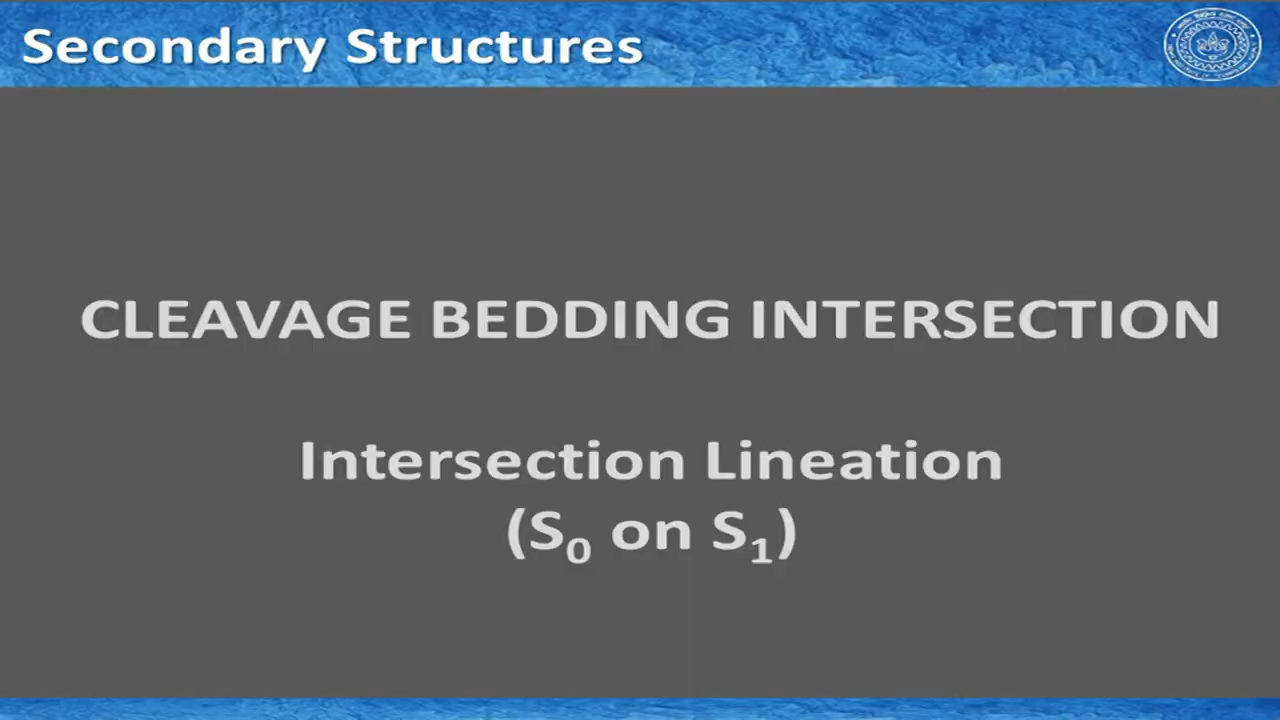 Secondary Structures
CLEAVAGE BEDDING INTERSECTION
Intersection Lineation
(S₀ on S₁)